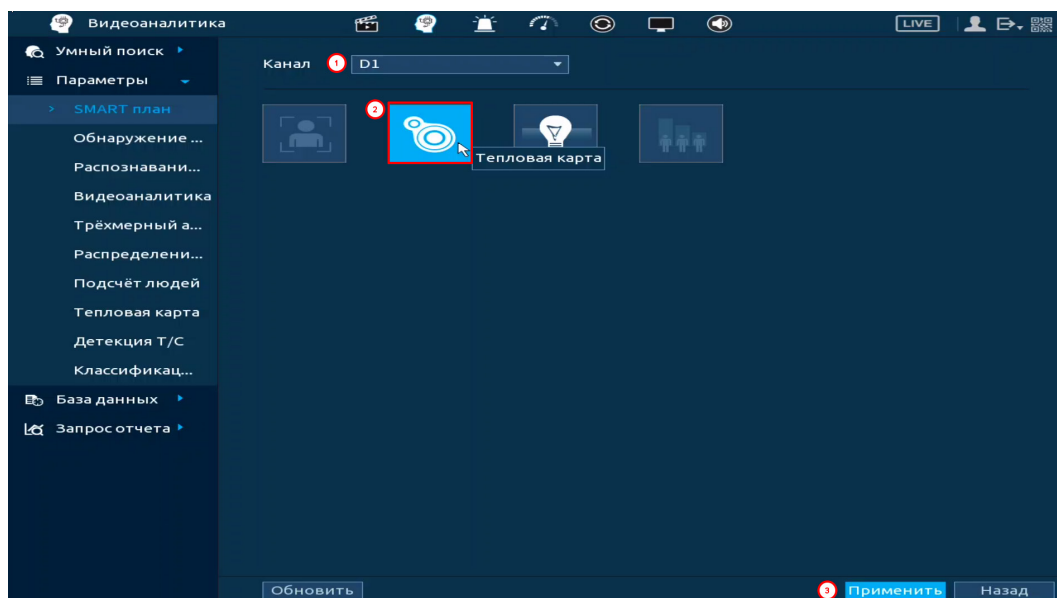 Видеоаналитика
LIVE
Умный поиск
Параметры
SMART план
Обнаружение ...
Распознавани...
Видеоаналитика
Трёхмерный а...
Распределени...
Подсчёт людей
Тепловая карта
Детекция Т/С
Классификац...
База данных
Запрос отчета
Канал 1 D1
2
Тепловая карта
Обновить
3 Применить
Назад